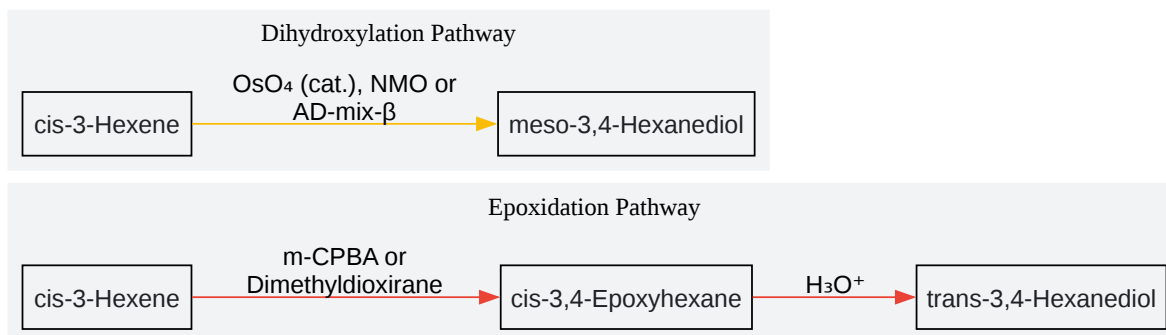 Dihydroxylation Pathway
OsO₄ (cat.), NMO or
AD-mix-β
cis-3-Hexene
meso-3,4-Hexanediol
Epoxidation Pathway
m-CPBA or
Dimethyldioxirane
H₃O⁺
cis-3-Hexene
cis-3,4-Epoxyhexane
trans-3,4-Hexanediol